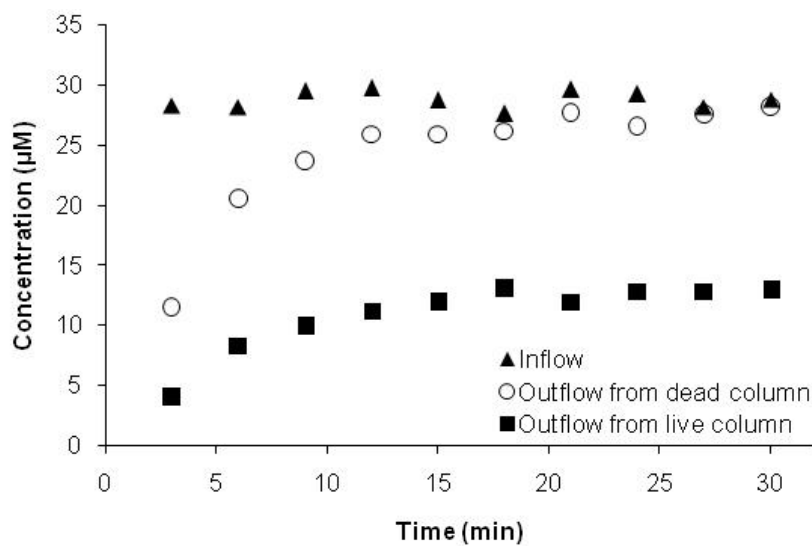 35
30
25
20
15
10
5
0
Concentration (µM)
Inflow
Outflow from dead column
Outflow from live column
0 5 10 15 20 25 30
Time (min)